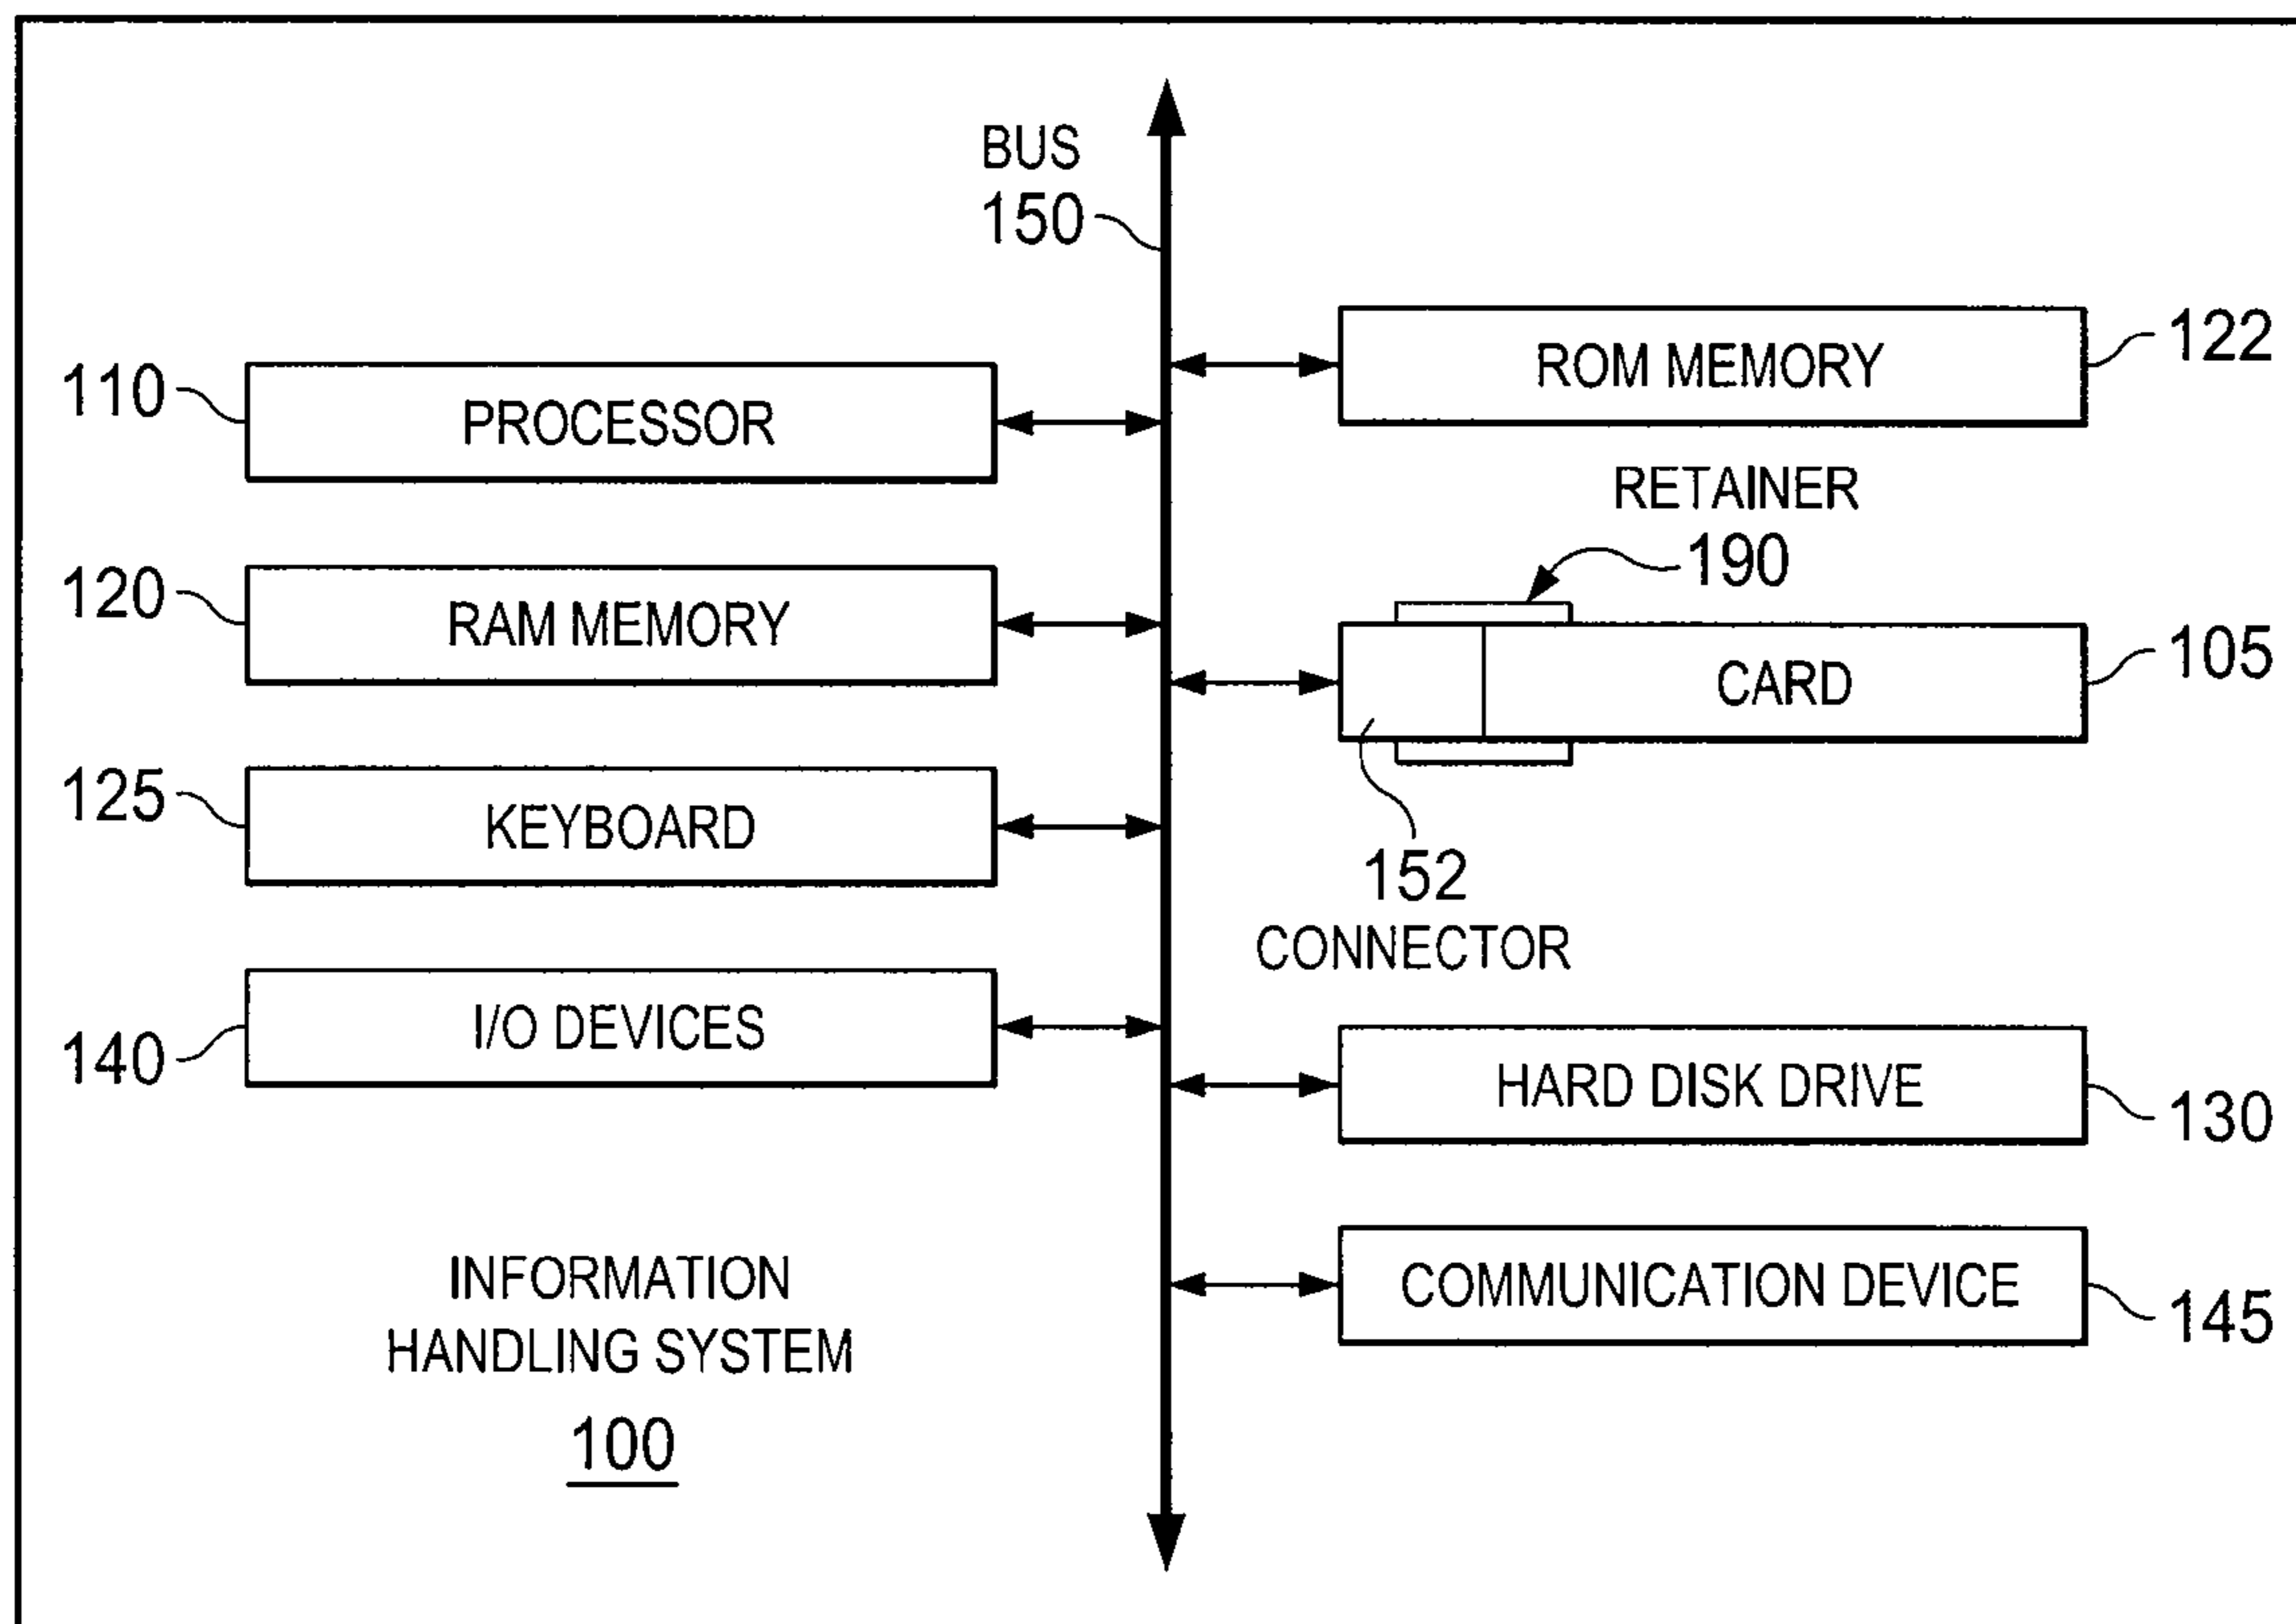 BUS
150
110
PROCESSOR
120
RAM MEMORY
125
KEYBOARD
140
I/O DEVICES
INFORMATION
HANDLING SYSTEM
100
ROM MEMORY
122
RETAINER
190
CARD
105
152
CONNECTOR
HARD DISK DRIVE
130
COMMUNICATION DEVICE
145